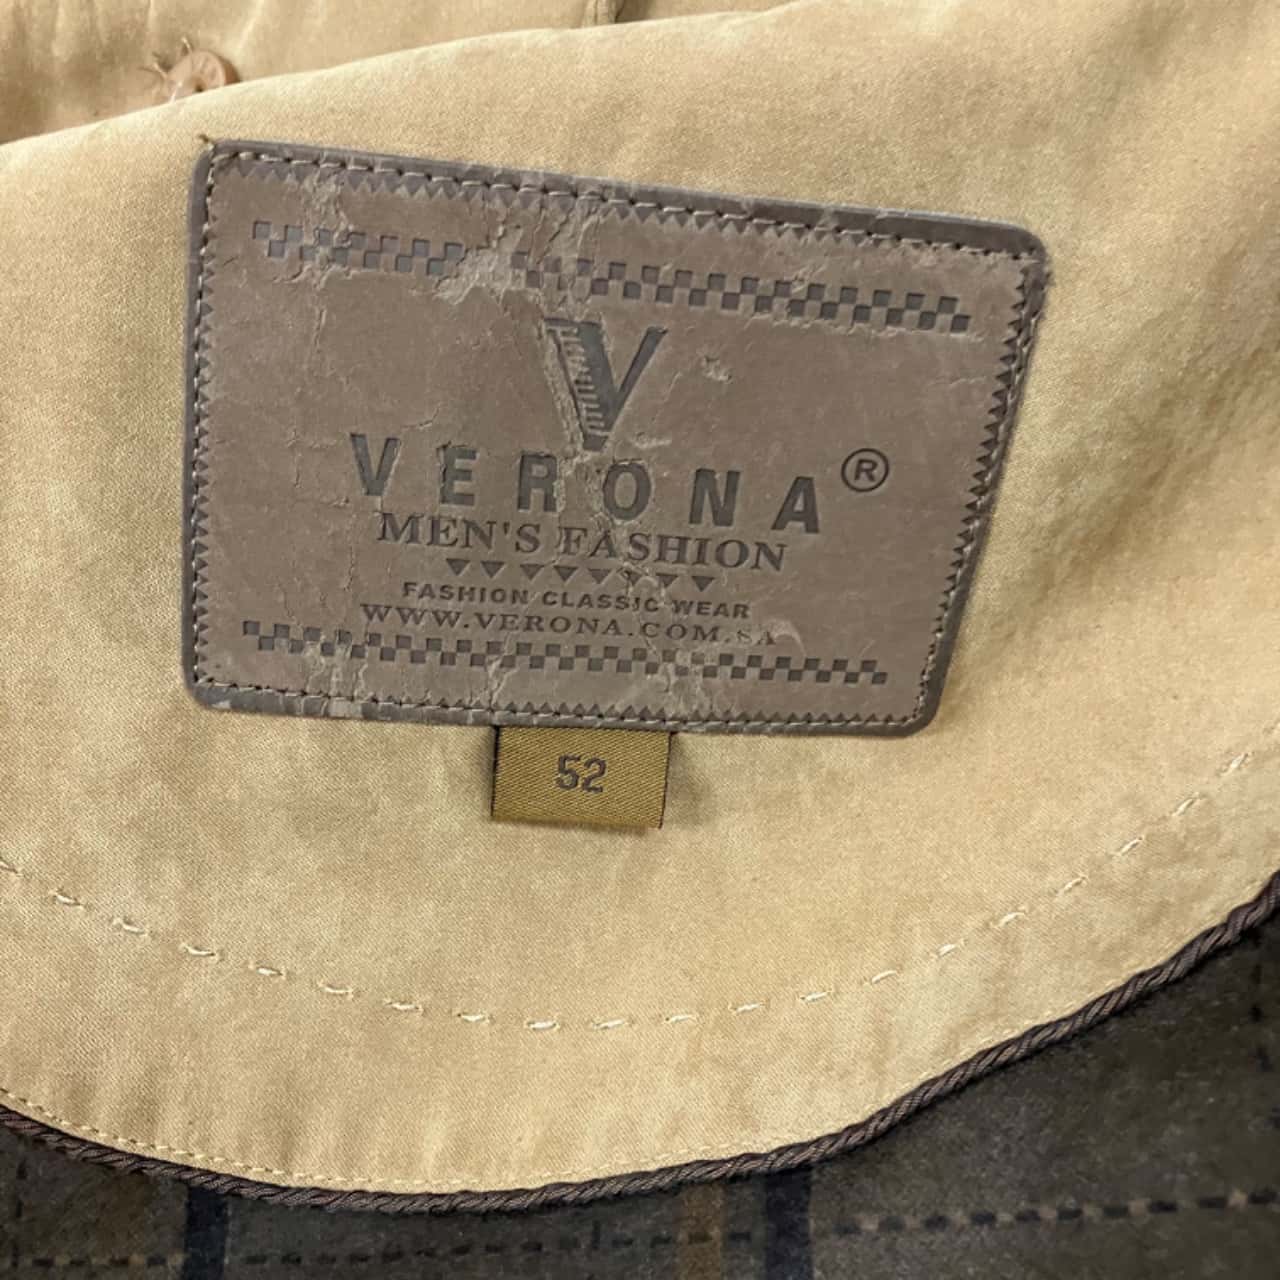 V
VERONA®
MEN'S FASHION
FASHION CLASSIC WEAR
WWW.VERONA.COM.SA
52